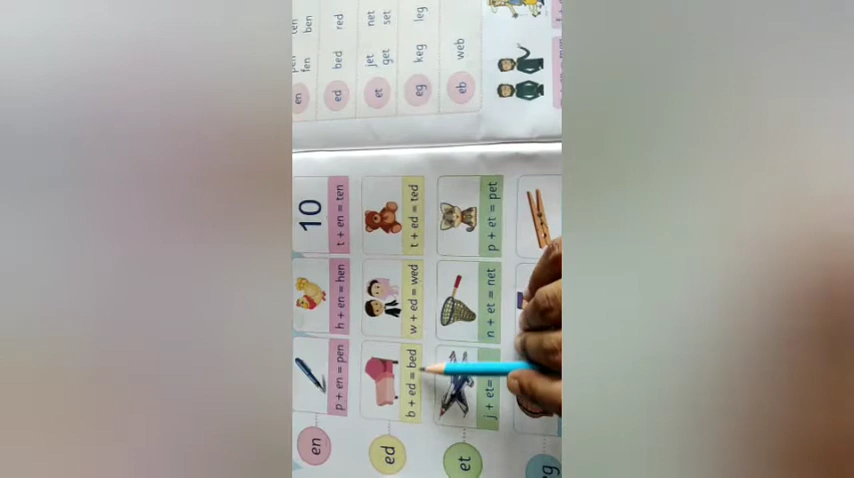 en
p + en = pen
h + en = hen
t + en = ten
10
ed
b + ed = bed
w + ed = wed
t + ed = ted
et
j + et=
n + et = net
p + et = pet
en
fen
ben
ed
bed red
et
jet net
get set
eg
keg leg
eb
web